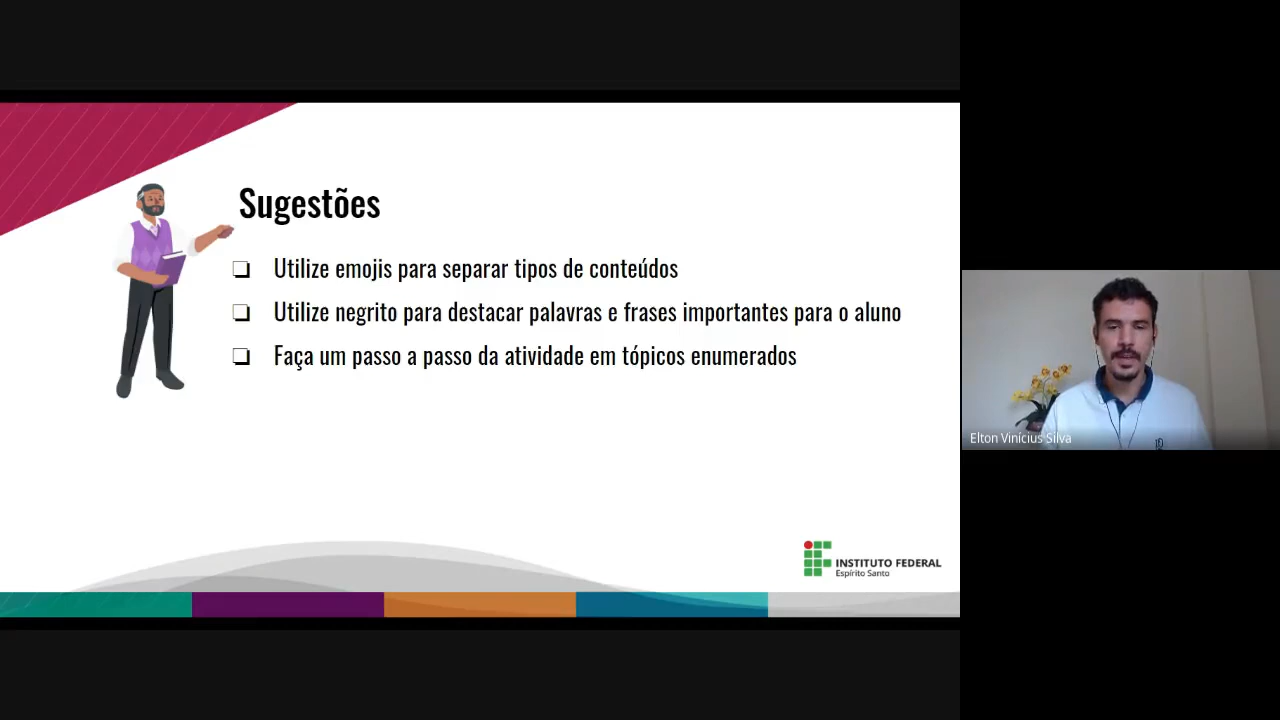 Sugestões
❏ Utilize emojis para separar tipos de conteúdos
❏ Utilize negrito para destacar palavras e frases importantes para o aluno
❏ Faça um passo a passo da atividade em tópicos enumerados
INSTITUTO FEDERAL
Espírito Santo
Elton Vinícius Silva